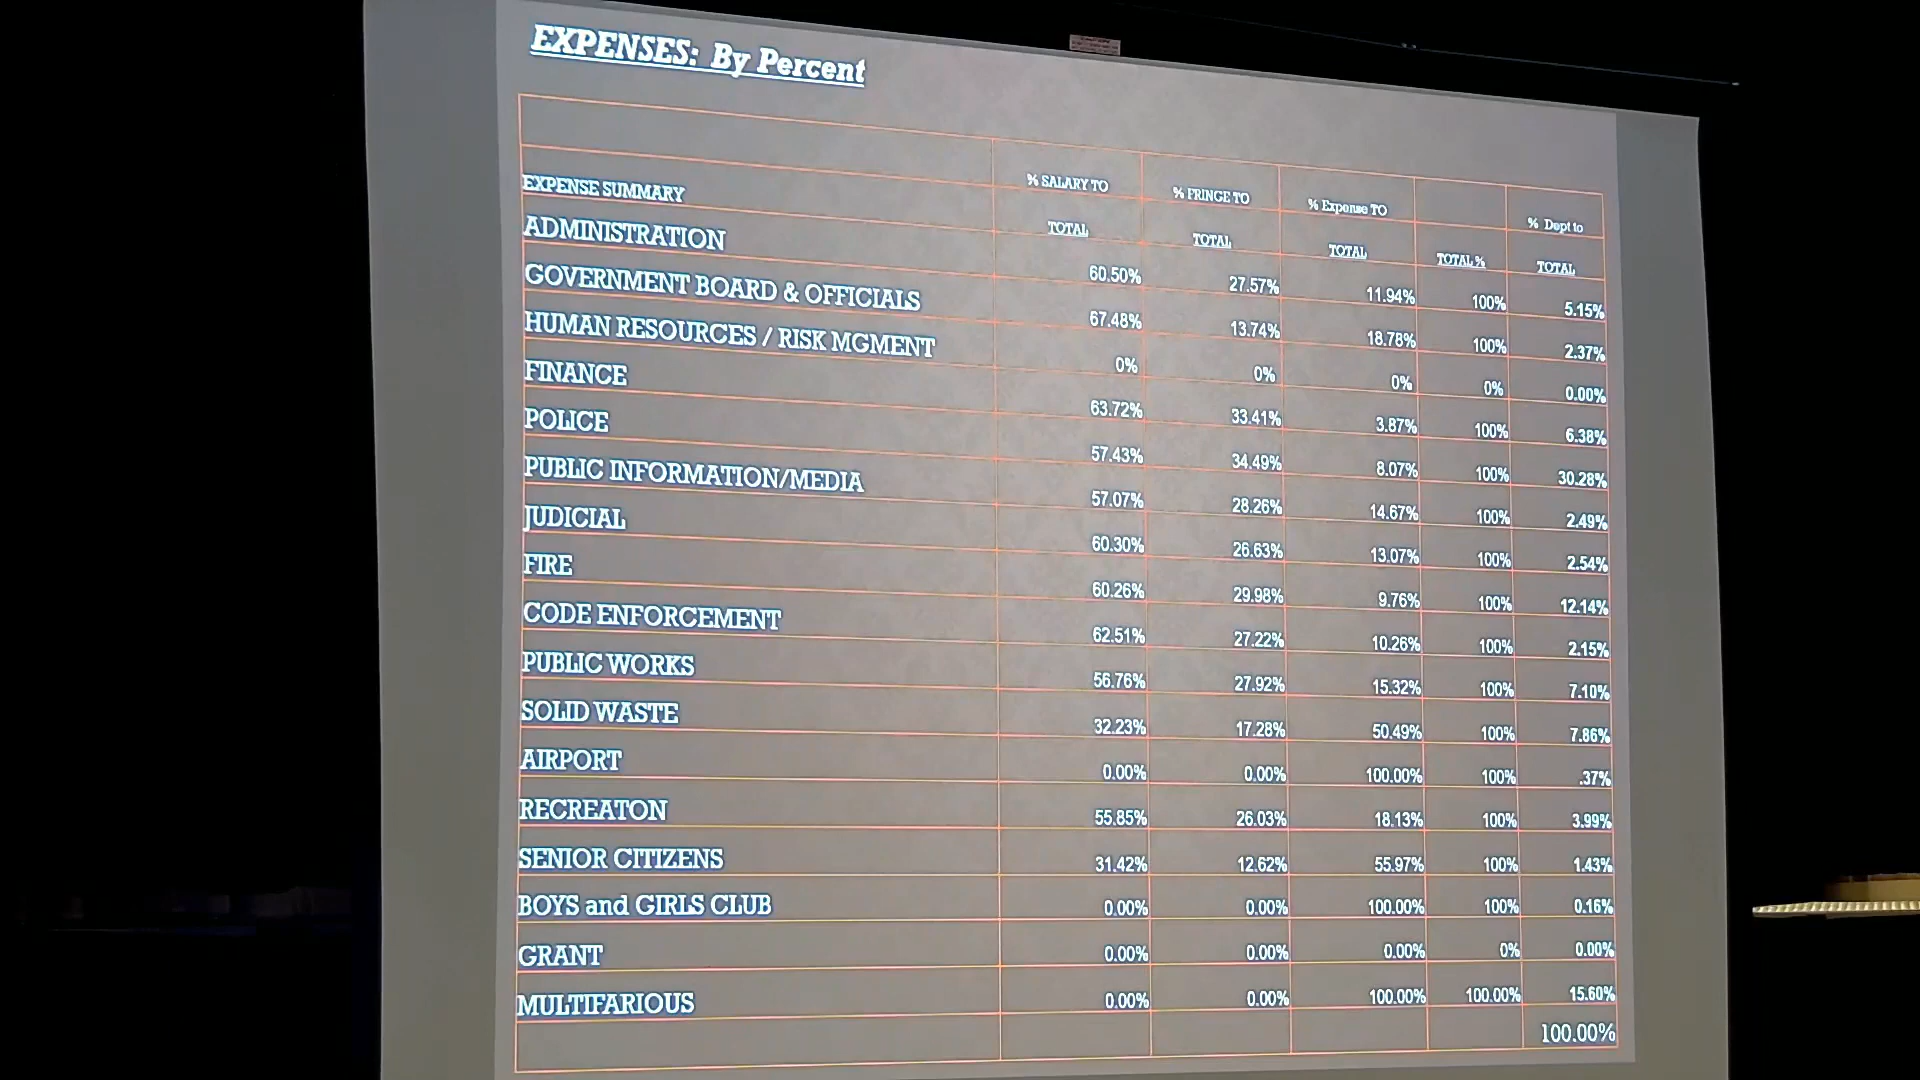 EXPENSES: By Percent
EXPENSE SUMMARY % SALARY TO TOTAL % FRINGE TO TOTAL % Expense TO TOTAL TOTAL % % Dept to TOTAL
ADMINISTRATION 60.50% 27.57% 11.94% 100% 5.15%
GOVERNMENT BOARD & OFFICIALS 67.48% 13.74% 18.78% 100% 2.37%
HUMAN RESOURCES / RISK MGMENT 0% 0% 0% 0% 0.00%
FINANCE 63.72% 33.41% 3.87% 100% 6.38%
POLICE 57.43% 34.49% 8.07% 100% 30.28%
PUBLIC INFORMATION/MEDIA 57.07% 28.26% 14.67% 100% 2.49%
JUDICIAL 60.30% 26.63% 13.07% 100% 2.54%
FIRE 60.26% 29.98% 9.76% 100% 12.14%
CODE ENFORCEMENT 62.51% 27.22% 10.26% 100% 2.15%
PUBLIC WORKS 56.76% 27.92% 15.32% 100% 7.10%
SOLID WASTE 32.23% 17.28% 50.49% 100% 7.86%
AIRPORT 0.00% 0.00% 100.00% 100% .37%
RECREATON 55.85% 26.03% 18.13% 100% 3.99%
SENIOR CITIZENS 31.42% 12.62% 55.97% 100% 1.43%
BOYS and GIRLS CLUB 0.00% 0.00% 100.00% 100% 0.16%
GRANT 0.00% 0.00% 0.00% 0% 0.00%
MULTIFARIOUS 0.00% 0.00% 100.00% 100.00% 15.60%
100.00%